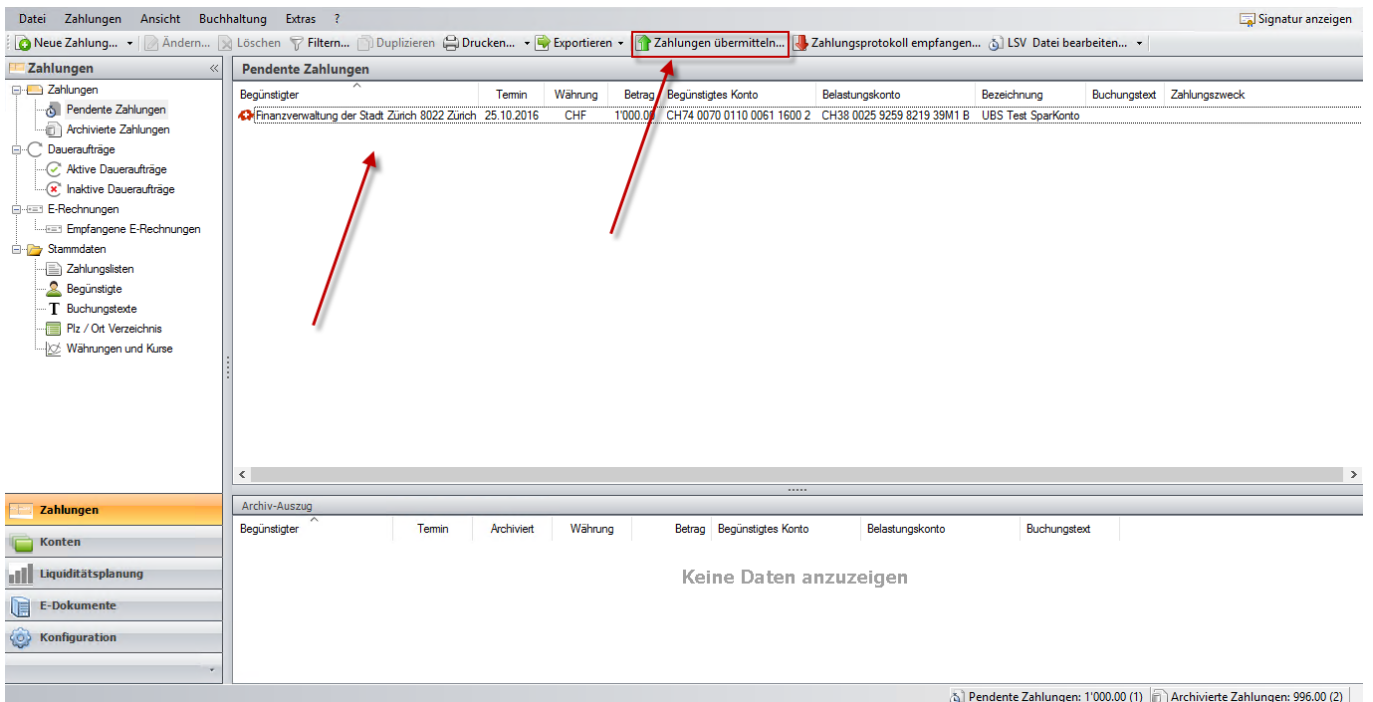 Datei Zahlungen Ansicht Buchhaltung Extras ? Signatur anzeigen
Neue Zahlung... Ändern... Löschen Filtern... Duplizieren Drucken... Exportieren Zahlungen übermitteln... Zahlungsprotokoll empfangen... LSV Datei bearbeiten...
Zahlungen «
Zahlungen
Pendente Zahlungen
Archivierte Zahlungen
Daueraufträge
Aktive Daueraufträge
Inaktive Daueraufträge
E-Rechnungen
Empfangene E-Rechnungen
Stammdaten
Zahlungslisten
Begünstigte
T Buchungstexte
Plz / Ort Verzeichnis
Währungen und Kurse
Zahlungen
Konten
Liquiditätsplanung
E-Dokumente
Konfiguration
Pendente Zahlungen
Begünstigter Termin Währung Betrag Begünstigtes Konto Belastungskonto Bezeichnung Buchungstext Zahlungszweck
Finanzverwaltung der Stadt Zürich 8022 Zürich 25.10.2016 CHF 1'000.00 CH74 0070 0110 0061 1600 2 CH38 0025 9259 8219 39M1 B UBS Test SparKonto
Archiv-Auszug
Begünstigter Termin Archiviert Währung Betrag Begünstigtes Konto Belastungskonto Buchungstext
Keine Daten anzuzeigen
Pendente Zahlungen: 1'000.00 (1) Archivierte Zahlungen: 996.00 (2)